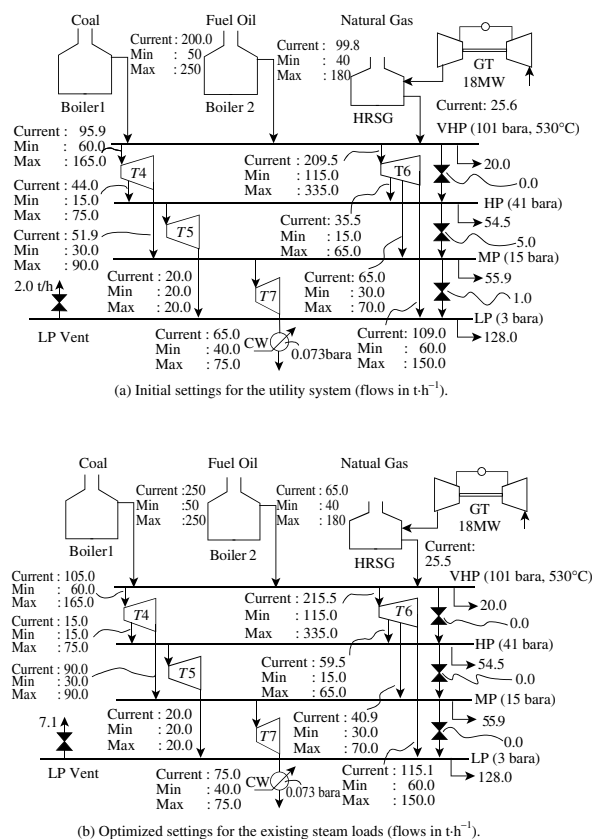 Coal
Fuel Oil
Natural Gas
Current : 200.0
Min : 50
Max : 250
Current : 99.8
Min : 40
Max : 180
GT
18MW
Boiler1
Boiler 2
HRSG
Current: 25.6
VHP (101 bara, 530°C)
Current : 95.9
Min : 60.0
Max : 165.0
T4
Current : 209.5
Min : 115.0
Max : 335.0
T6
20.0
0.0
Current : 44.0
Min : 15.0
Max : 75.0
HP (41 bara)
T5
Current : 35.5
Min : 15.0
Max : 65.0
54.5
5.0
Current : 51.9
Min : 30.0
Max : 90.0
MP (15 bara)
2.0 t/h
Current : 20.0
Min : 20.0
Max : 20.0
T7
Current : 65.0
Min : 30.0
Max : 70.0
55.9
1.0
LP (3 bara)
LP Vent
Current : 65.0
Min : 40.0
Max : 75.0
CW
0.073bara
Current : 109.0
Min : 60.0
Max : 150.0
128.0
(a) Initial settings for the utility system (flows in t·h⁻¹).
Coal
Fuel Oil
Natual Gas
Current :250
Min :50
Max :250
Current : 65.0
Min : 40
Max : 180
GT
18MW
Boiler1
Boiler 2
HRSG
Current:
25.5
VHP (101 bara, 530°C)
Current : 105.0
Min : 60.0
Max : 165.0
T4
Current : 215.5
Min : 115.0
Max : 335.0
T6
20.0
0.0
Current : 15.0
Min : 15.0
Max : 75.0
HP (41 bara)
T5
Current : 59.5
Min : 15.0
Max : 65.0
54.5
0.0
Current : 90.0
Min : 30.0
Max : 90.0
MP (15 bara)
7.1
Current : 20.0
Min : 20.0
Max : 20.0
T7
Current : 40.9
Min : 30.0
Max : 70.0
55.9
0.0
LP (3 bara)
LP Vent
Current : 75.0
Min : 40.0
Max : 75.0
CW
0.073 bara
Current : 115.1
Min : 60.0
Max : 150.0
128.0
(b) Optimized settings for the existing steam loads (flows in t·h⁻¹).